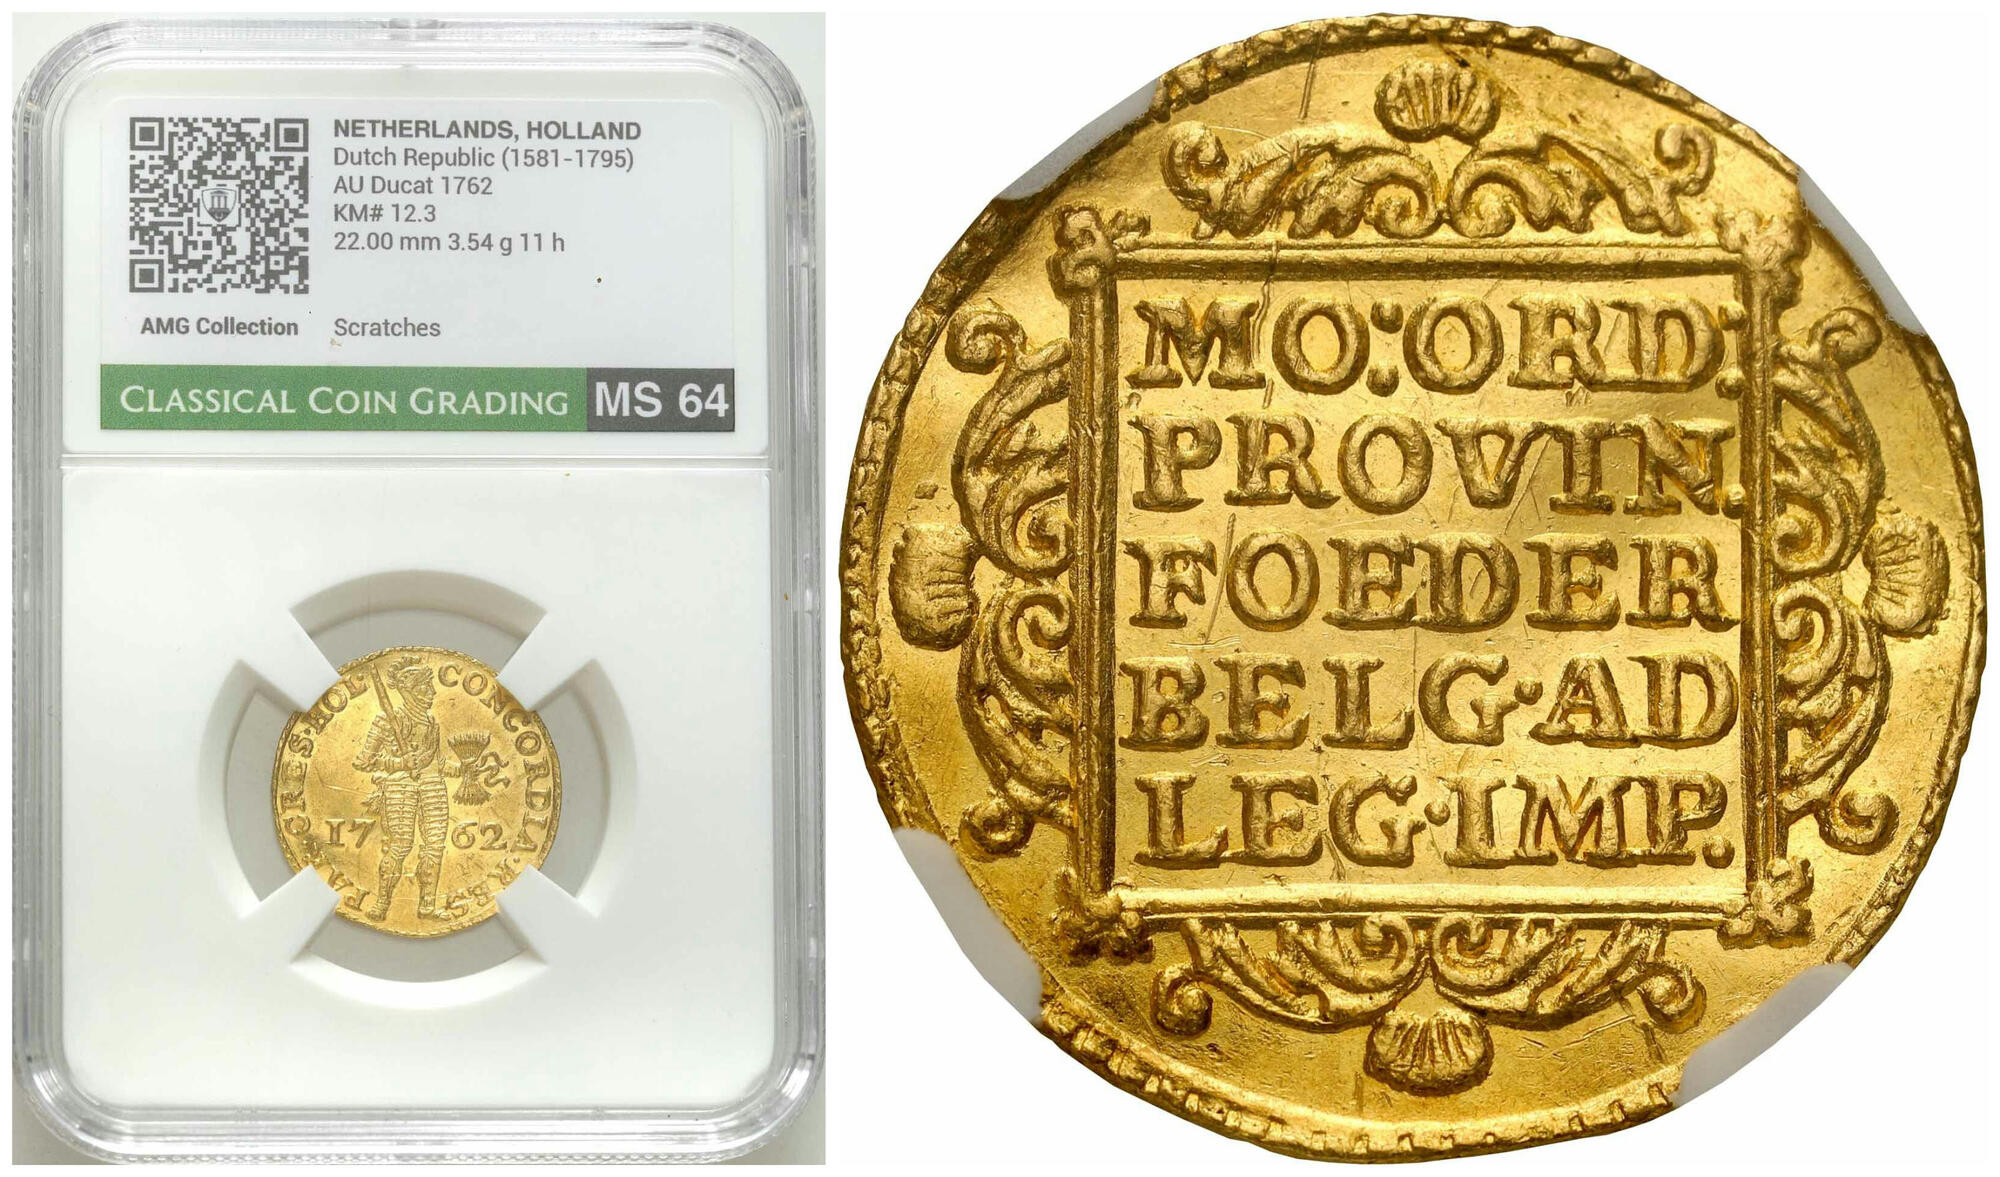 NETHERLANDS, HOLLAND
Dutch Republic (1581-1795)
AU Ducat 1762
KM# 12.3
22.00 mm 3.54 g 11 h
AMG Collection
Scratches
CLASSICAL COIN GRADING
MS 64
CONCORDIA·RES
PA·CRES·HOL·
17 62
MO:ORD:
PROVIN.
FOEDER
BELG·AD
LEG·IMP.